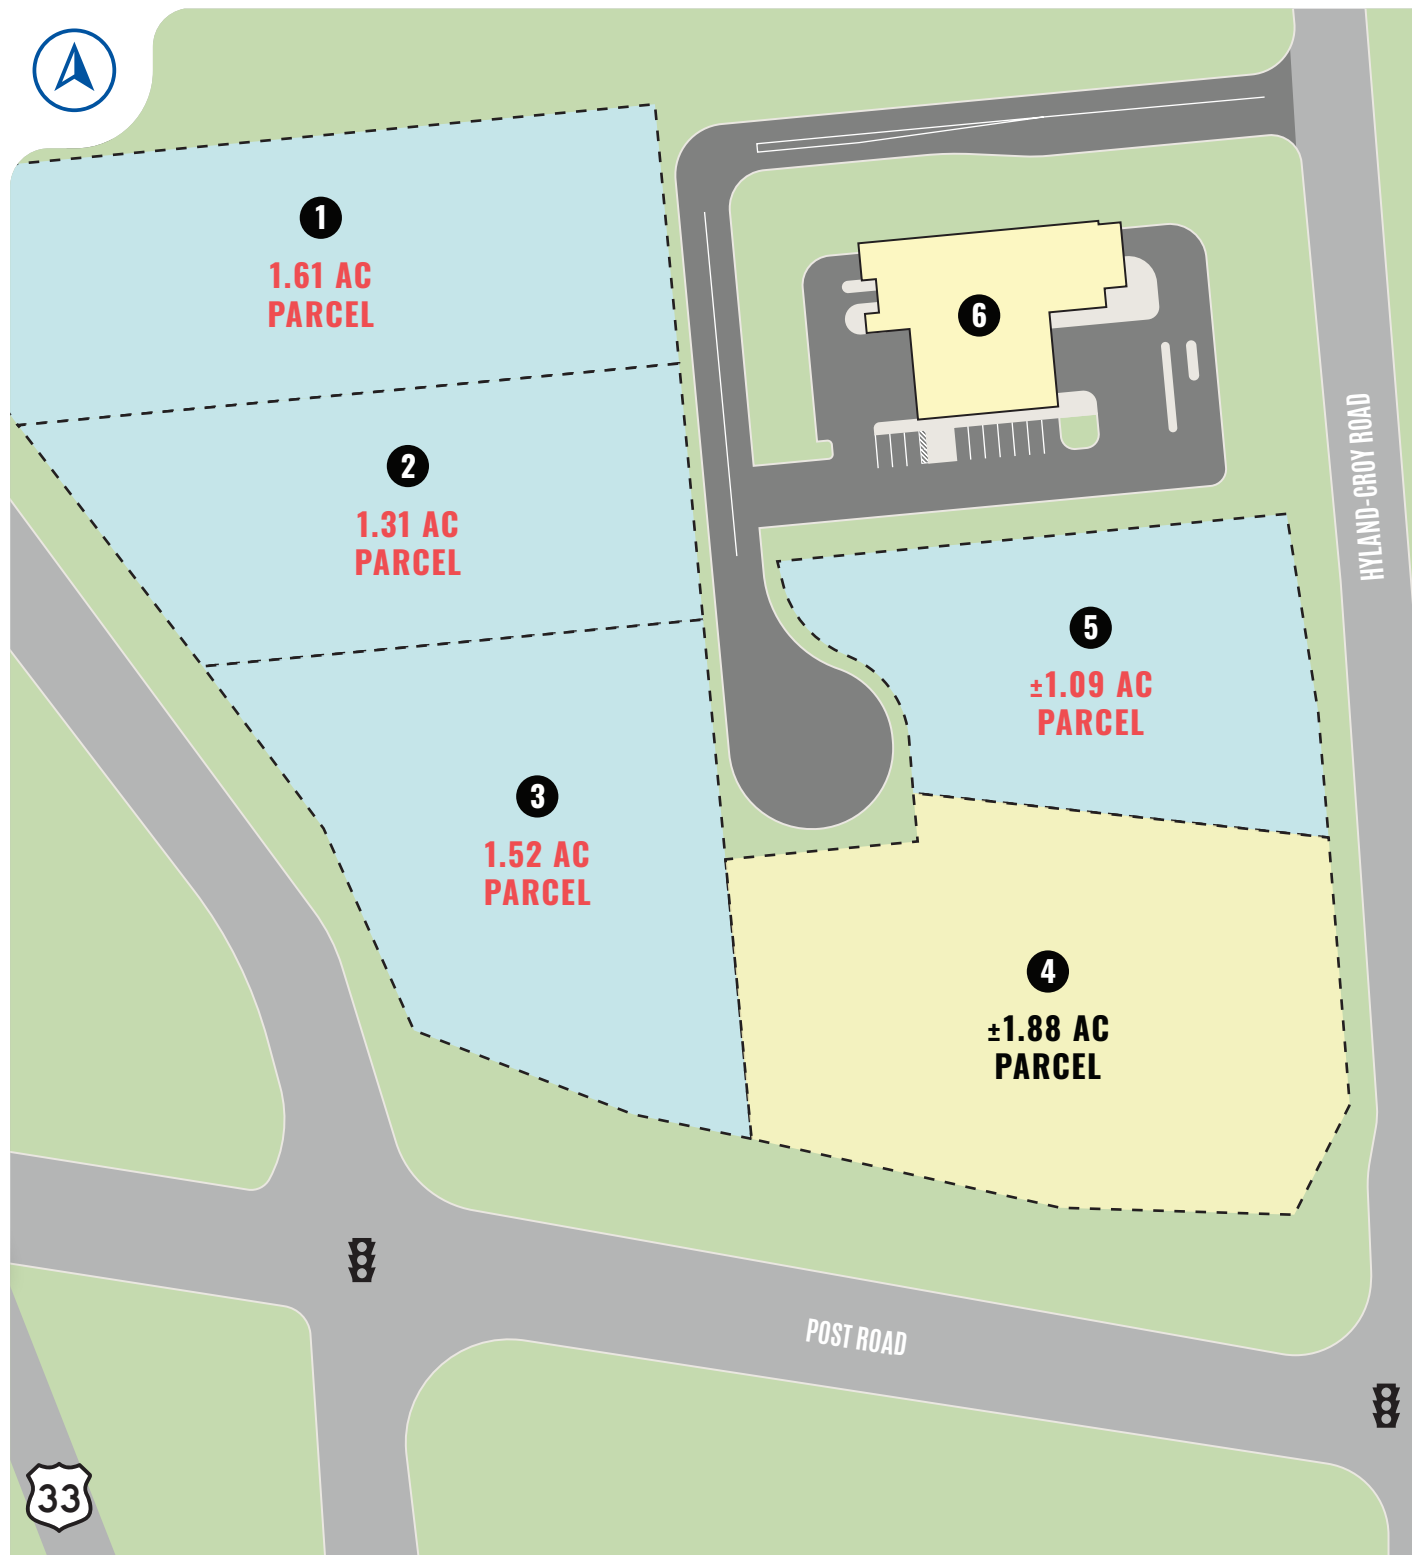 1
1.61 AC
PARCEL
2
1.31 AC
PARCEL
3
1.52 AC
PARCEL
6
5
±1.09 AC
PARCEL
4
±1.88 AC
PARCEL
HYLAND-CROY ROAD
POST ROAD
33